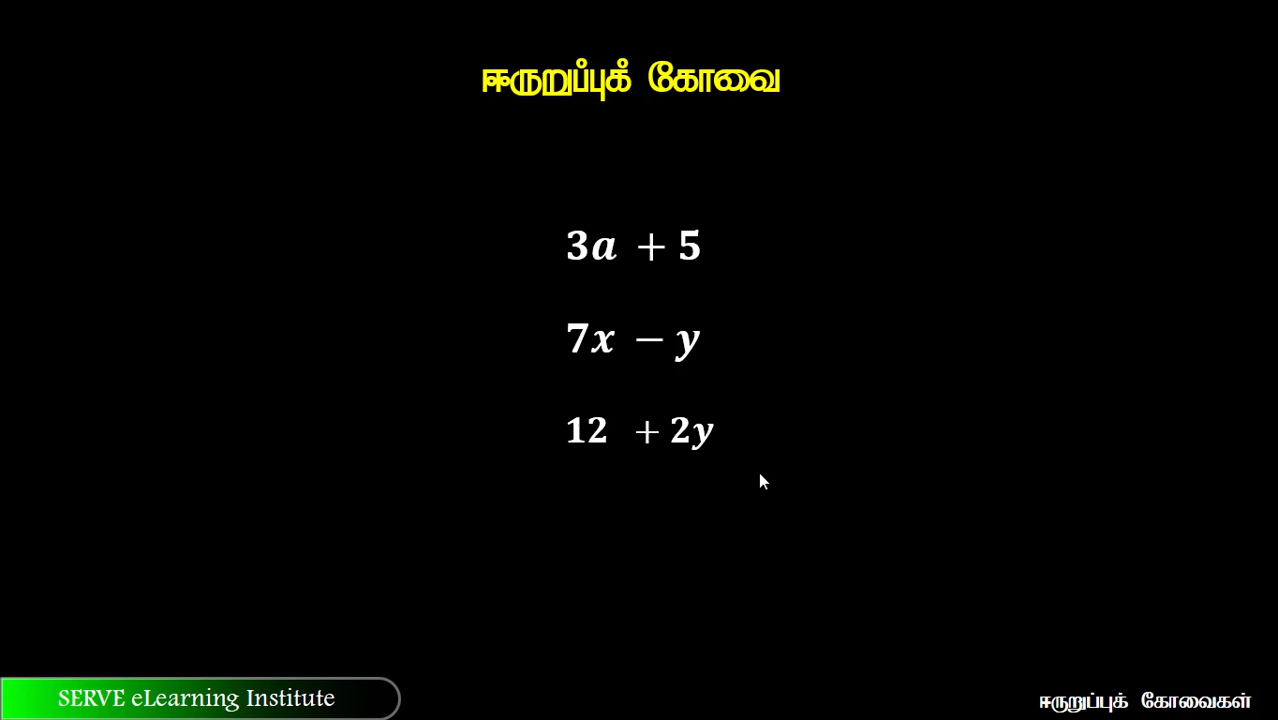 ஈருறுப்புக் கோவை
3a + 5
7x − y
12 + 2y
SERVE eLearning Institute
ஈருறுப்புக் கோவைகள்